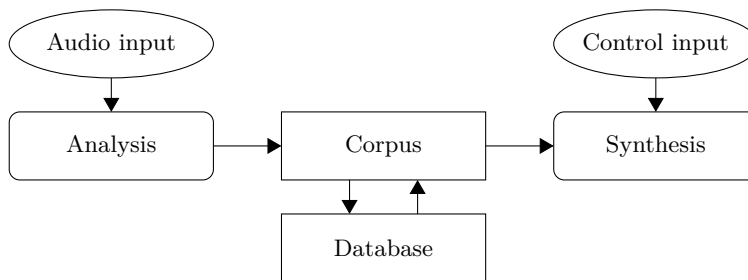 Audio input
Control input
Analysis
Corpus
Synthesis
Database